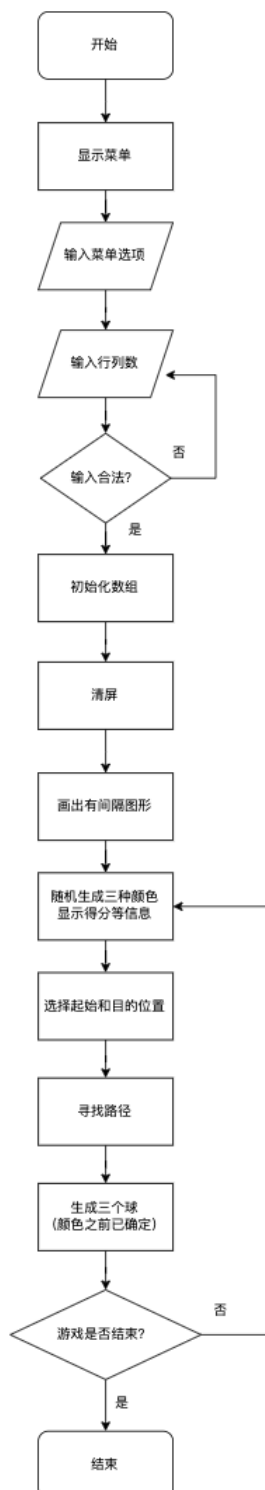 开始
显示菜单
输入菜单选项
输入行列数
否
输入合法?
是
初始化数组
清屏
画出有间隔图形
随机生成三种颜色
显示得分等信息
选择起始和目的位置
寻找路径
生成三个球
(颜色之前已确定)
否
游戏是否结束?
是
结束